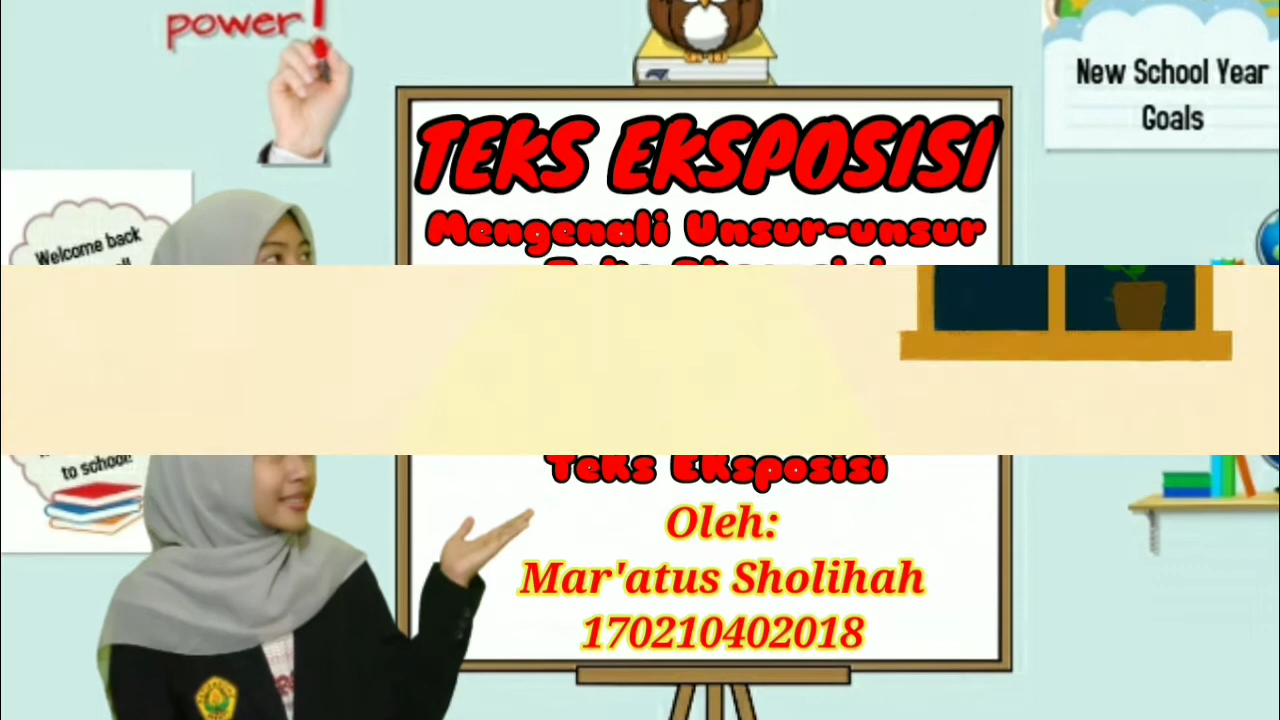 power!
New School Year
Goals
TEKS EKSPOSISI
Mengenali Unsur-unsur
Welcome back
to school!
Teks Eksposisi
Oleh:
Mar'atus Sholihah
170210402018